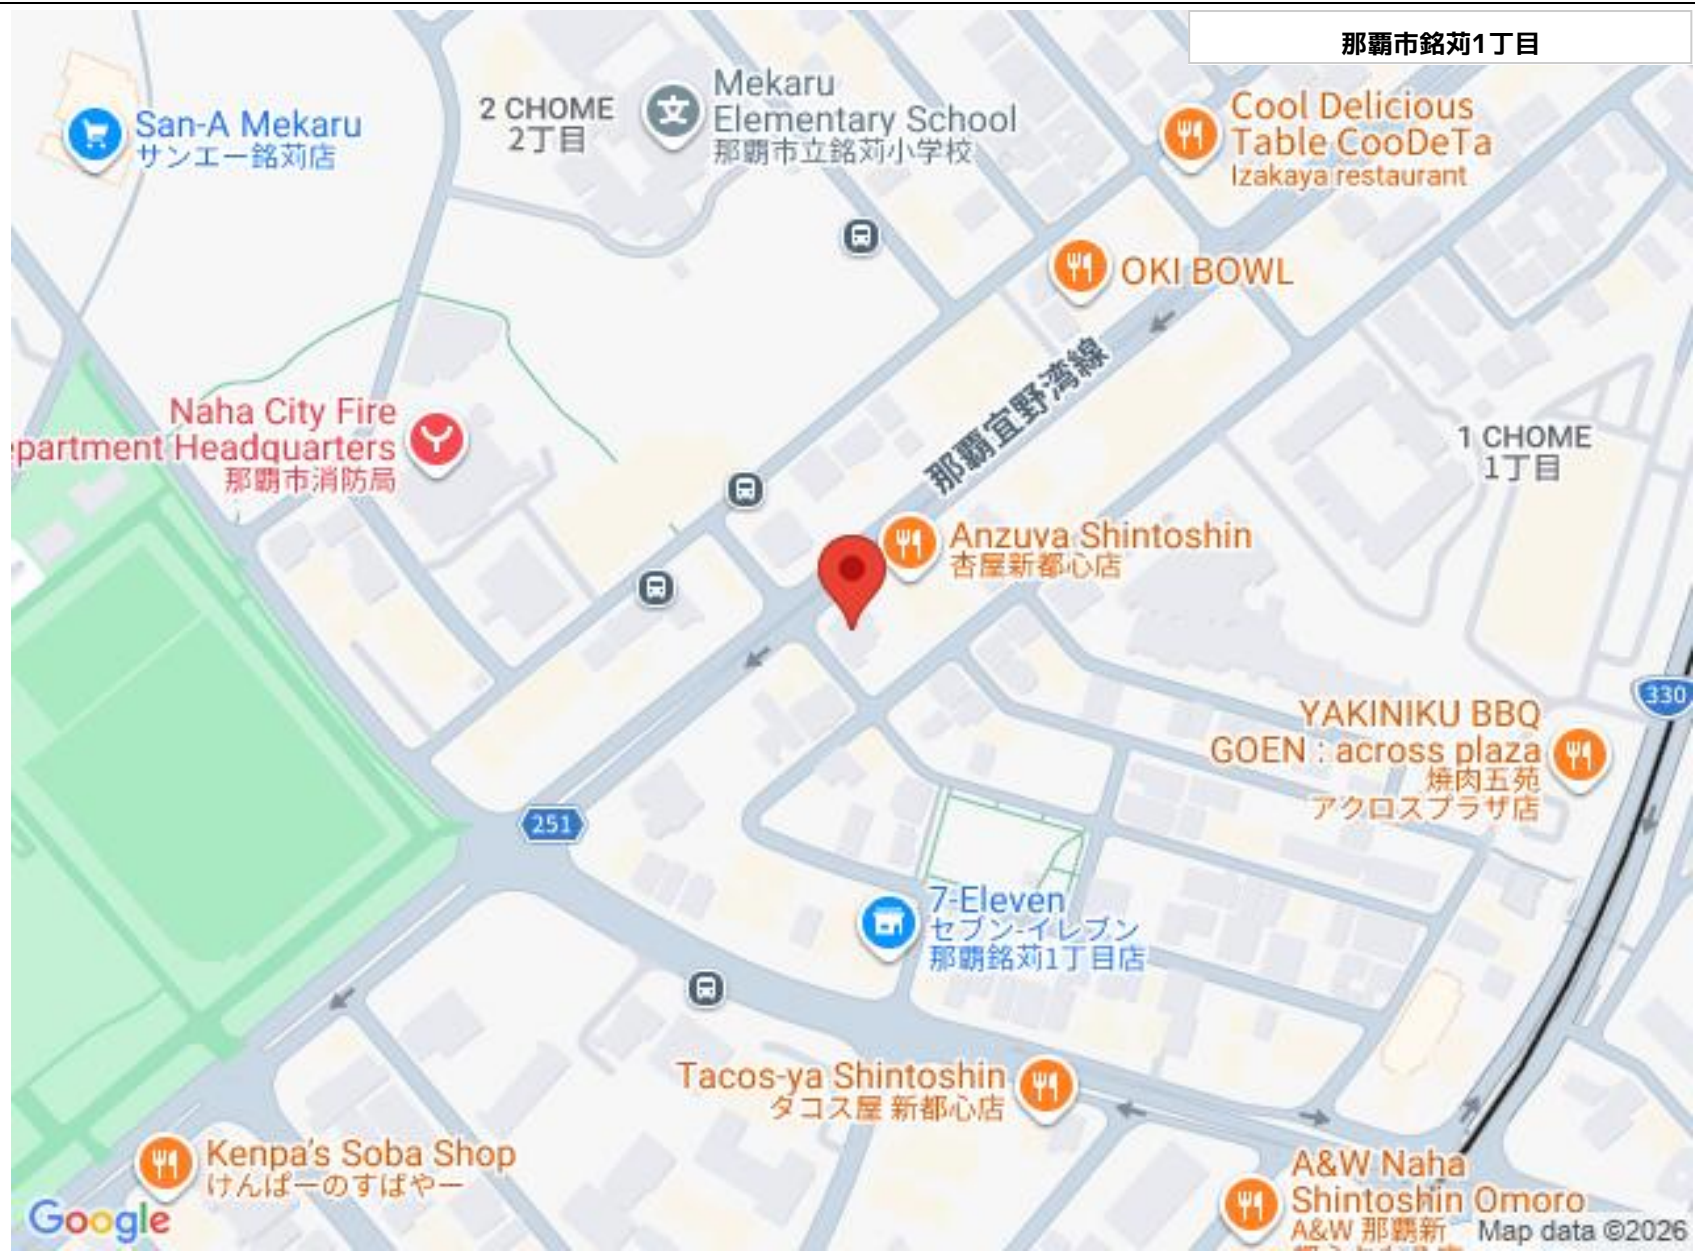 那覇市銘苅1丁目
San-A Mekaru
サンエー銘苅店
2 CHOME
2丁目
Mekaru
Elementary School
那覇市立銘苅小学校
Cool Delicious
Table CooDeTa
Izakaya restaurant
OKI BOWL
那覇宜野湾線
Naha City Fire
epartment Headquarters
那覇市消防局
1 CHOME
1丁目
Anzuya Shintoshin
杏屋新都心店
330
YAKINIKU BBQ
GOEN : across plaza
焼肉五苑
アクロスプラザ店
251
7-Eleven
セブン-イレブン
那覇銘苅1丁目店
Tacos-ya Shintoshin
タコス屋 新都心店
Kenpa's Soba Shop
けんぱーのすばやー
A&W Naha
Shintoshin Omoro
A&W 那覇新
Google
Map data ©2026